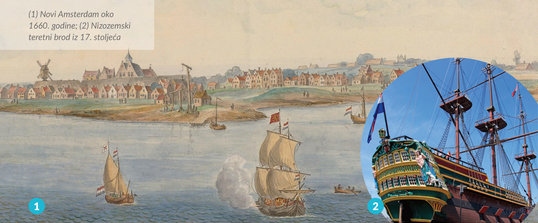 (1) Novi Amsterdam oko
1660. godine; (2) Nizozemski
teretni brod iz 17. stoljeća
1
2